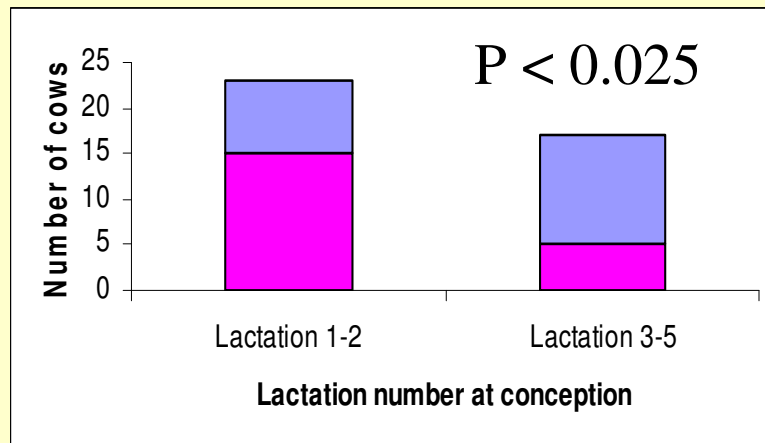 P < 0.025
Number of cows
25
20
15
10
5
0
Lactation 1-2 Lactation 3-5
Lactation number at conception